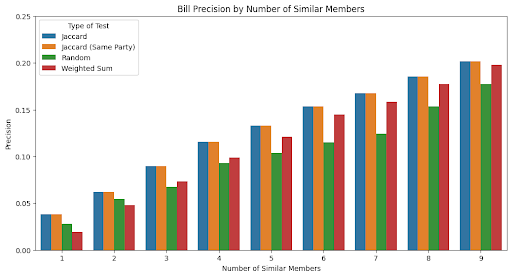 Bill Precision by Number of Similar Members
Type of Test
Jaccard
Jaccard (Same Party)
Random
Weighted Sum
Precision
0.25
0.20
0.15
0.10
0.05
0.00
1 2 3 4 5 6 7 8 9
Number of Similar Members